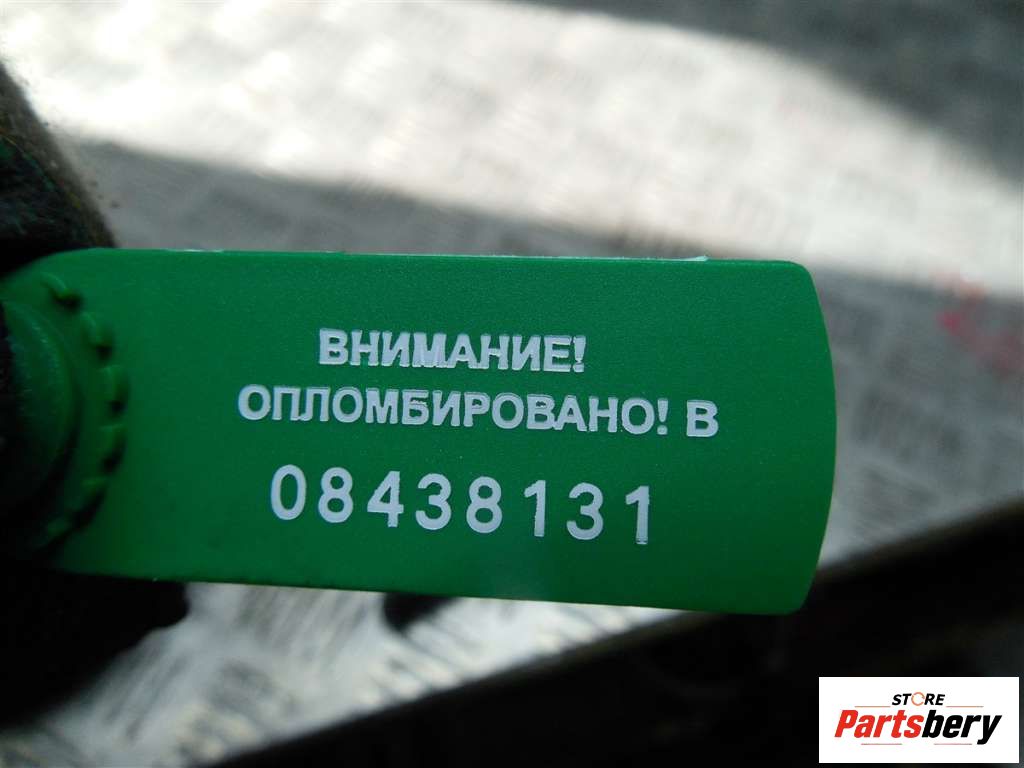 ВНИМАНИЕ!
ОПЛОМБИРОВАНО! В
08438131
STORE
Partsbery